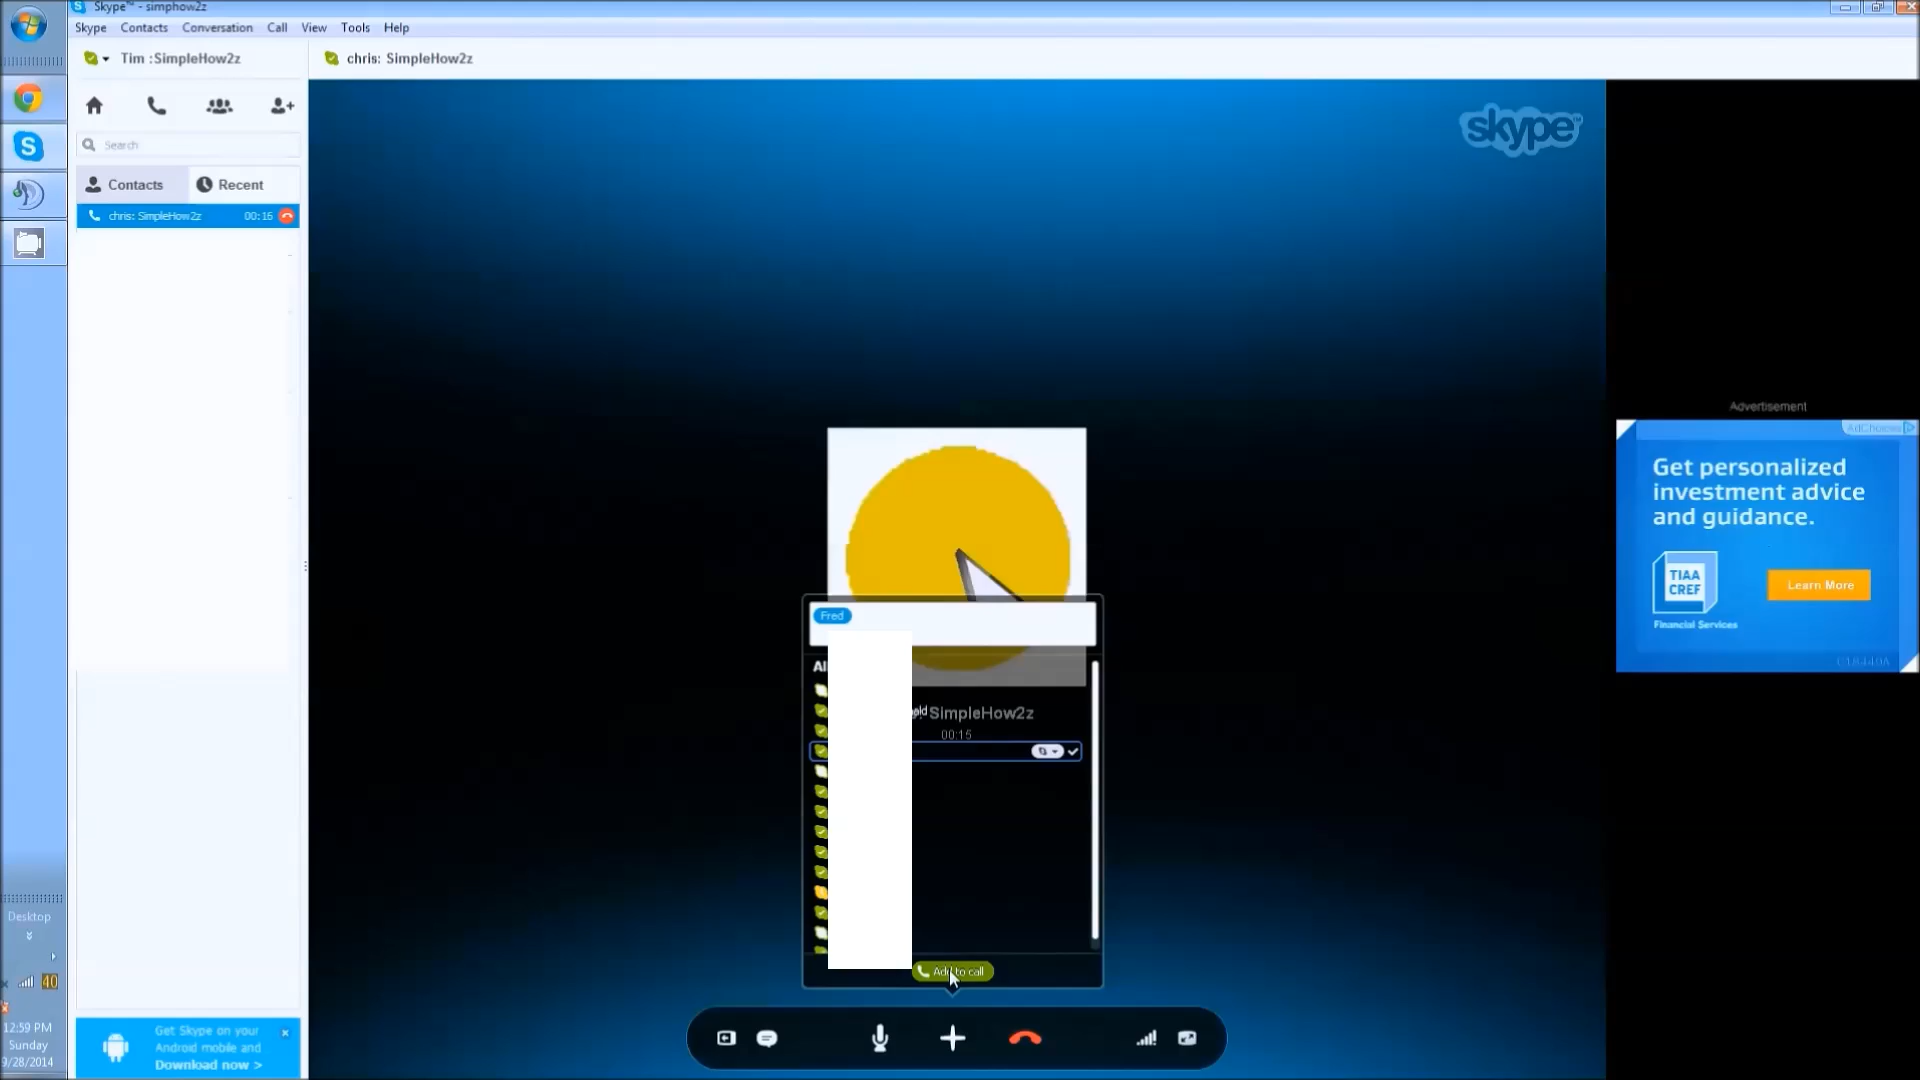 Skype™ - simphow2z
Skype Contacts Conversation Call View Tools Help
Tim :SimpleHow2z
chris: SimpleHow2z
Search
Contacts
Recent
chris: SimpleHow2z 00:16
skype
Fred
SimpleHow2z
00:15
Add to call
Advertisement
AdChoices
Get personalized
investment advice
and guidance.
TIAA
CREF
Financial Services
Learn More
C18440A
Desktop
40
12:59 PM
Sunday
9/28/2014
Get Skype on your
Android mobile and
Download now >